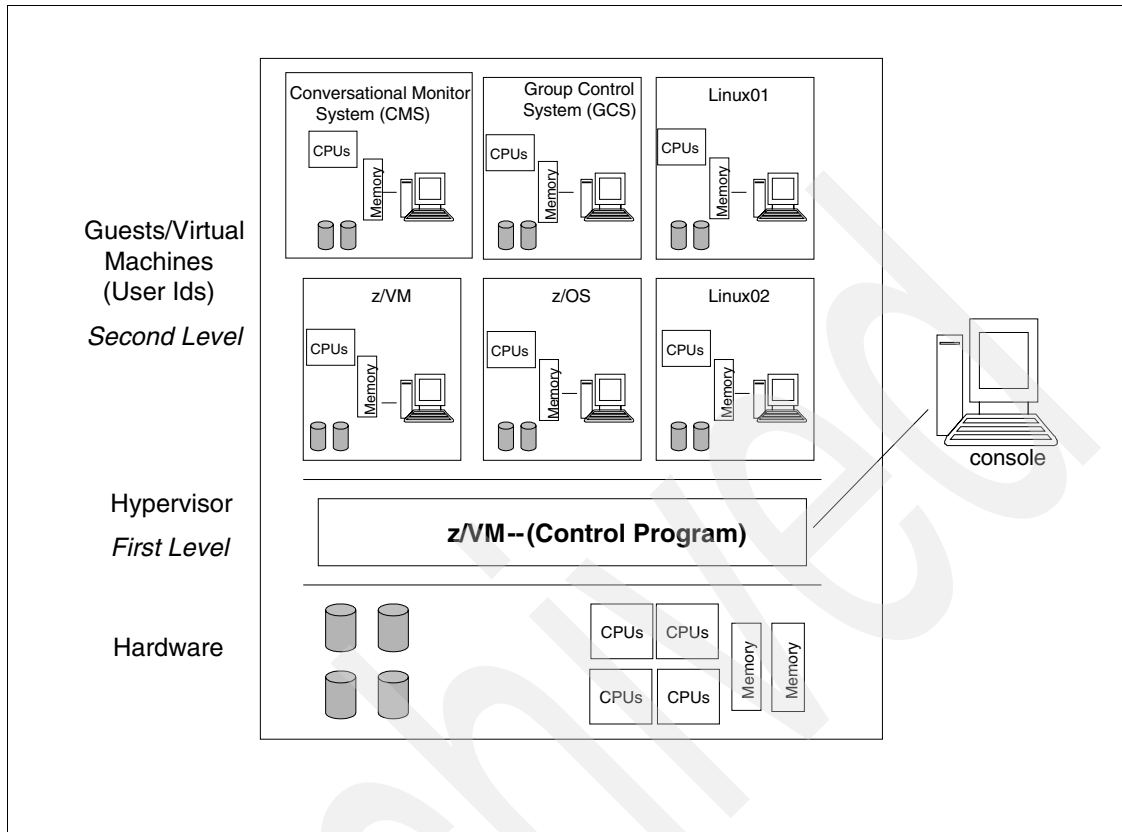 Conversational Monitor
System (CMS)
CPUs
Memory
Group Control
System (GCS)
CPUs
Memory
Linux01
CPUs
Memory
Guests/Virtual
Machines
(User Ids)
Second Level
z/VM
CPUs
Memory
z/OS
CPUs
Memory
Linux02
CPUs
Memory
console
Hypervisor
First Level
z/VM--(Control Program)
Hardware
CPUs
CPUs
CPUs
CPUs
Memory
Memory